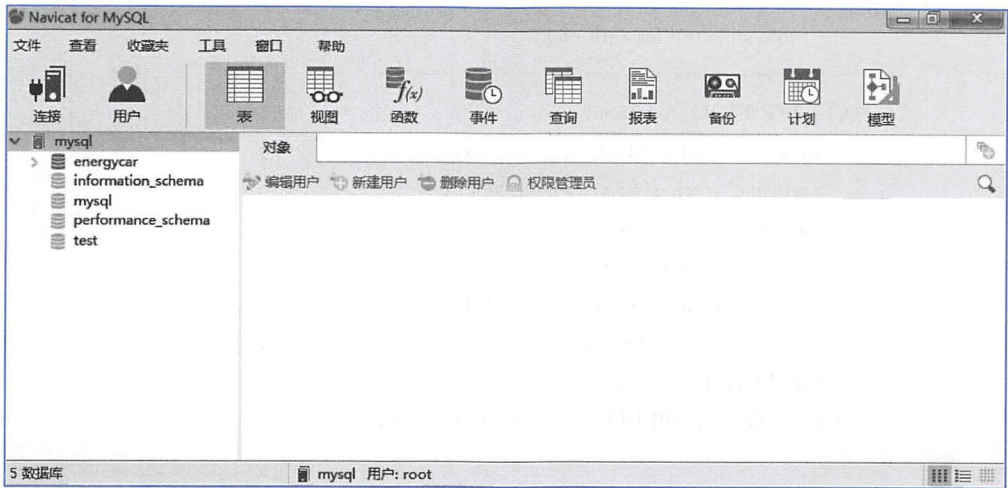 Navicat for MySQL
文件 查看 收藏夹 工具 窗口 帮助
连接 用户 表 视图 f(x) 函数 事件 查询 报表 备份 计划 模型
mysql
energycar
information_schema
mysql
performance_schema
test
对象
编辑用户 新建用户 删除用户 权限管理员
5 数据库 mysql 用户: root